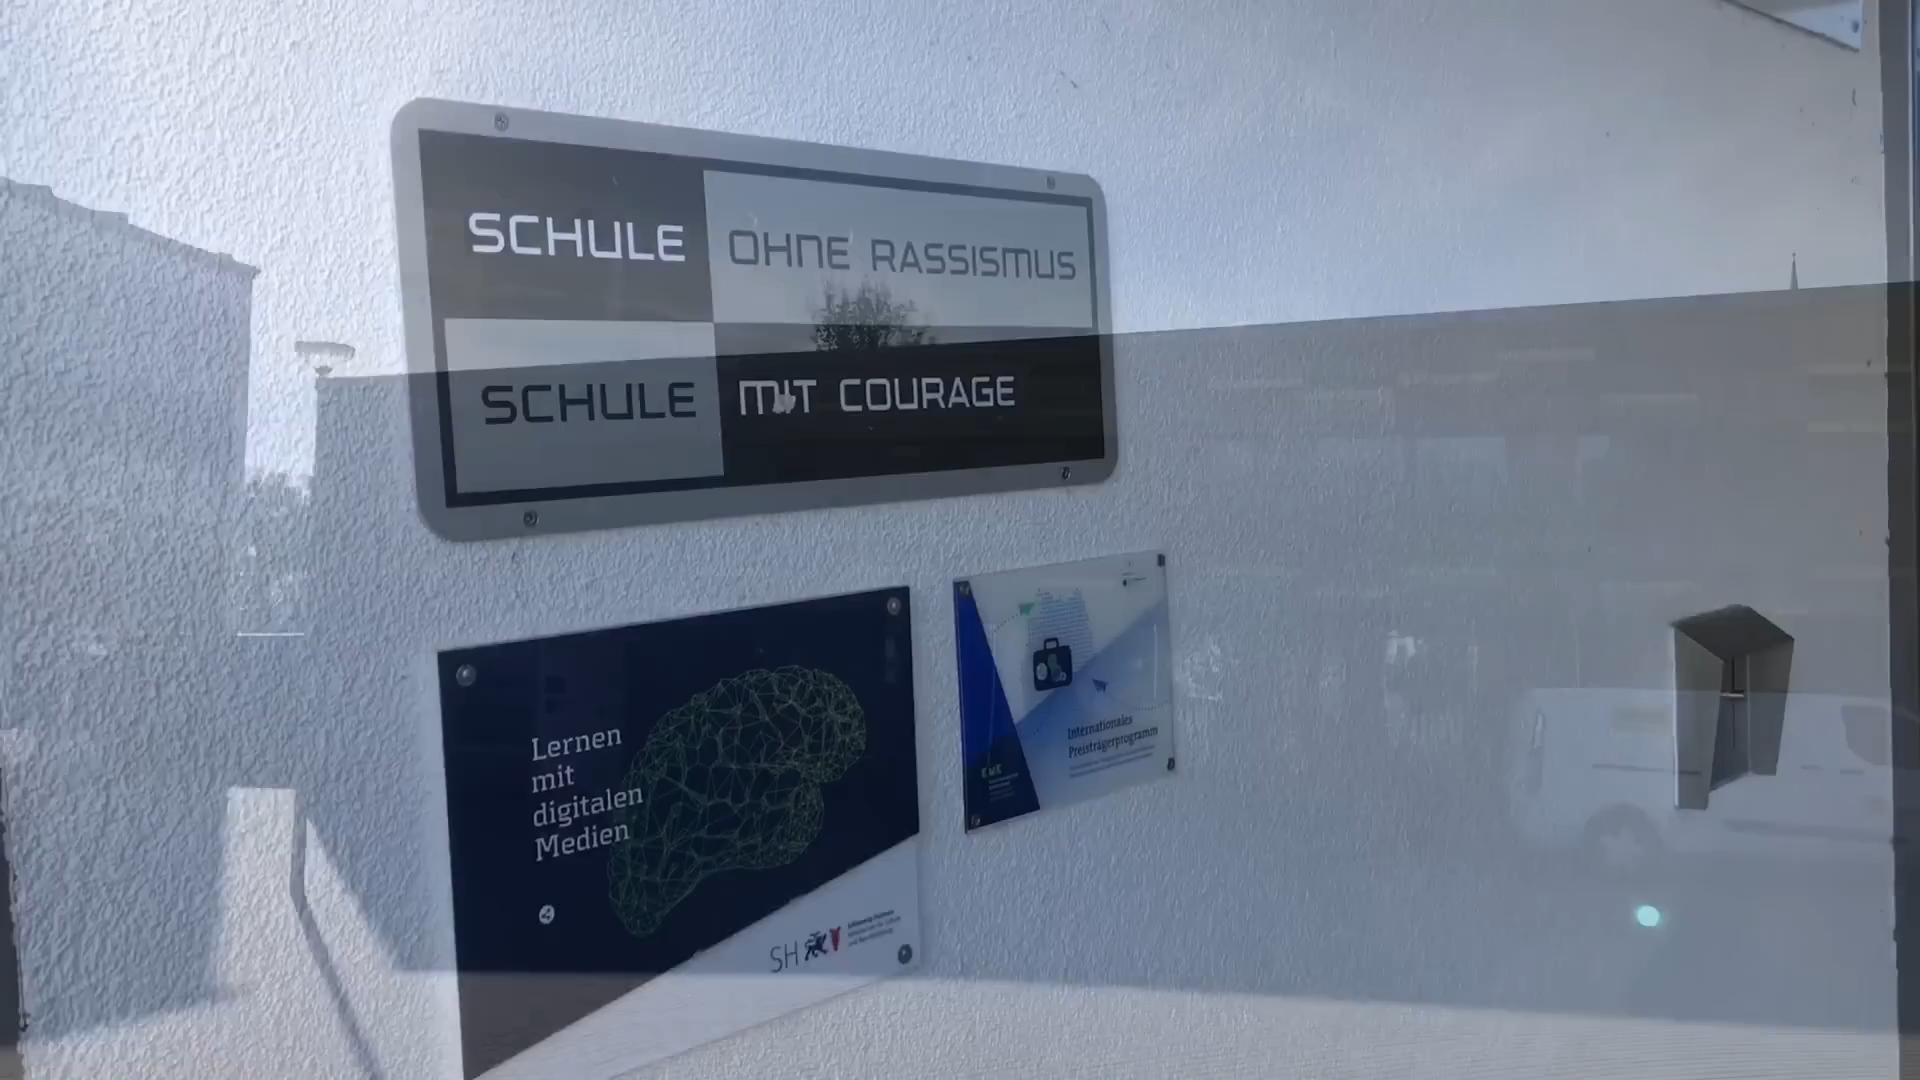 SCHULE OHNE RASSISMUS
SCHULE MIT COURAGE
Lernen
mit
digitalen
Medien
SH
Internationales
Preisträgerprogramm